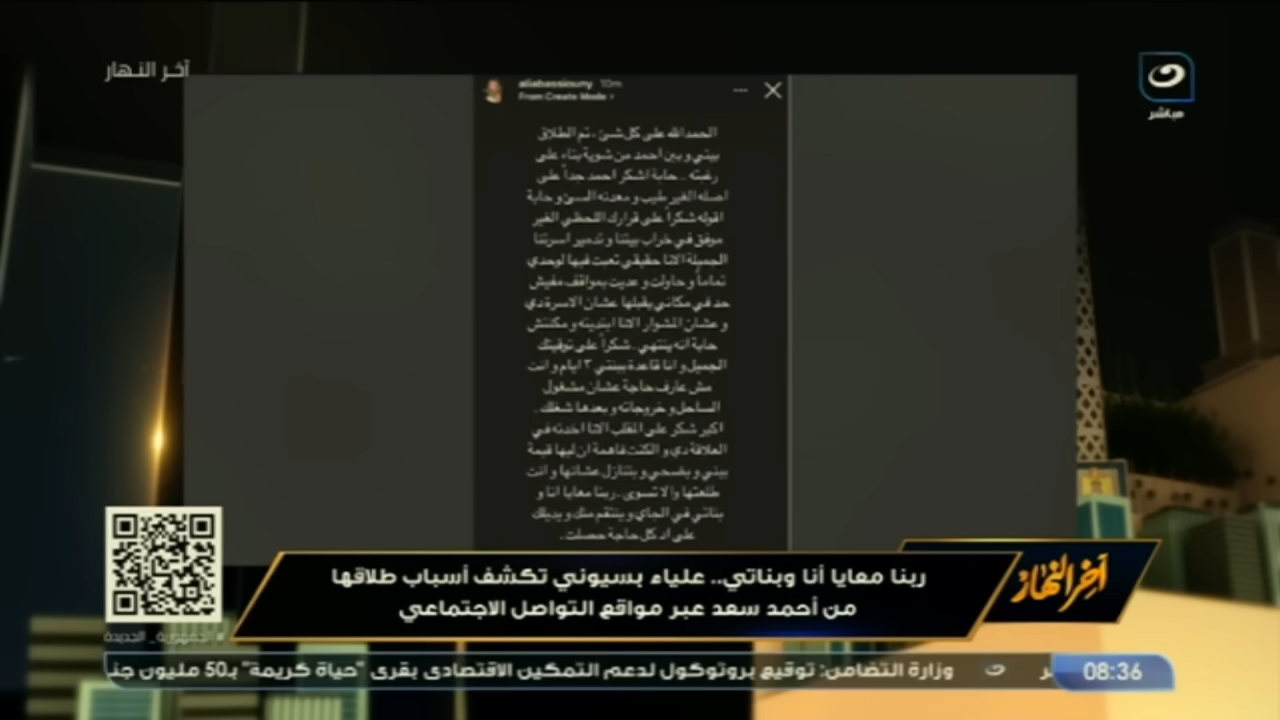 آخر النهار
مباشر
aliabassiouny 10m
From Create Mode >
الحمدالله على كل شئ . تم الطلاق
بيني و بين احمد من شوية بناء على
رغبته .. حابة اشكر احمد جداً على
اصله الغير طيب و معدنه السئ و حابة
اقوله شكراً على قرارك اللحظي الغير
موفق في خراب بيتنا و تدمير اسرتنا
الجميلة الانا حقيقي تعبت فيها لوحدي
تماماً و حاولت و عديت بمواقف مفيش
حد في مكاني يقبلها عشان الاسرة دي
و عشان المشوار الانا ابتديته و مكنتش
حابة انه ينتهي . شكراً على توقيتك
الجميل و انا قاعدة ببنتي ٣ ايام و انت
مش عارف حاجة عشان مشغول
الساحل و خروجاته و بعدها شغلك .
اكبر شكر على المقلب الانا اخدته في
العلاقة دي و الكنت فاهمة ان ليها قيمة
بيني و بضحي و بتنازل عشانها و انت
طلعتها ولا تسوى . ربنا معايا انا و
بناتي في الجاي و ينتقم منك و يديلك
على اد كل حاجة حصلت .
آخر النهار
ربنا معايا أنا وبناتي.. علياء بسيوني تكشف أسباب طلاقها
من أحمد سعد عبر مواقع التواصل الاجتماعي
#الجمهورية_الجديدة
08:36
وزارة التضامن: توقيع بروتوكول لدعم التمكين الاقتصادي بقرى "حياة كريمة" بـ50 مليون